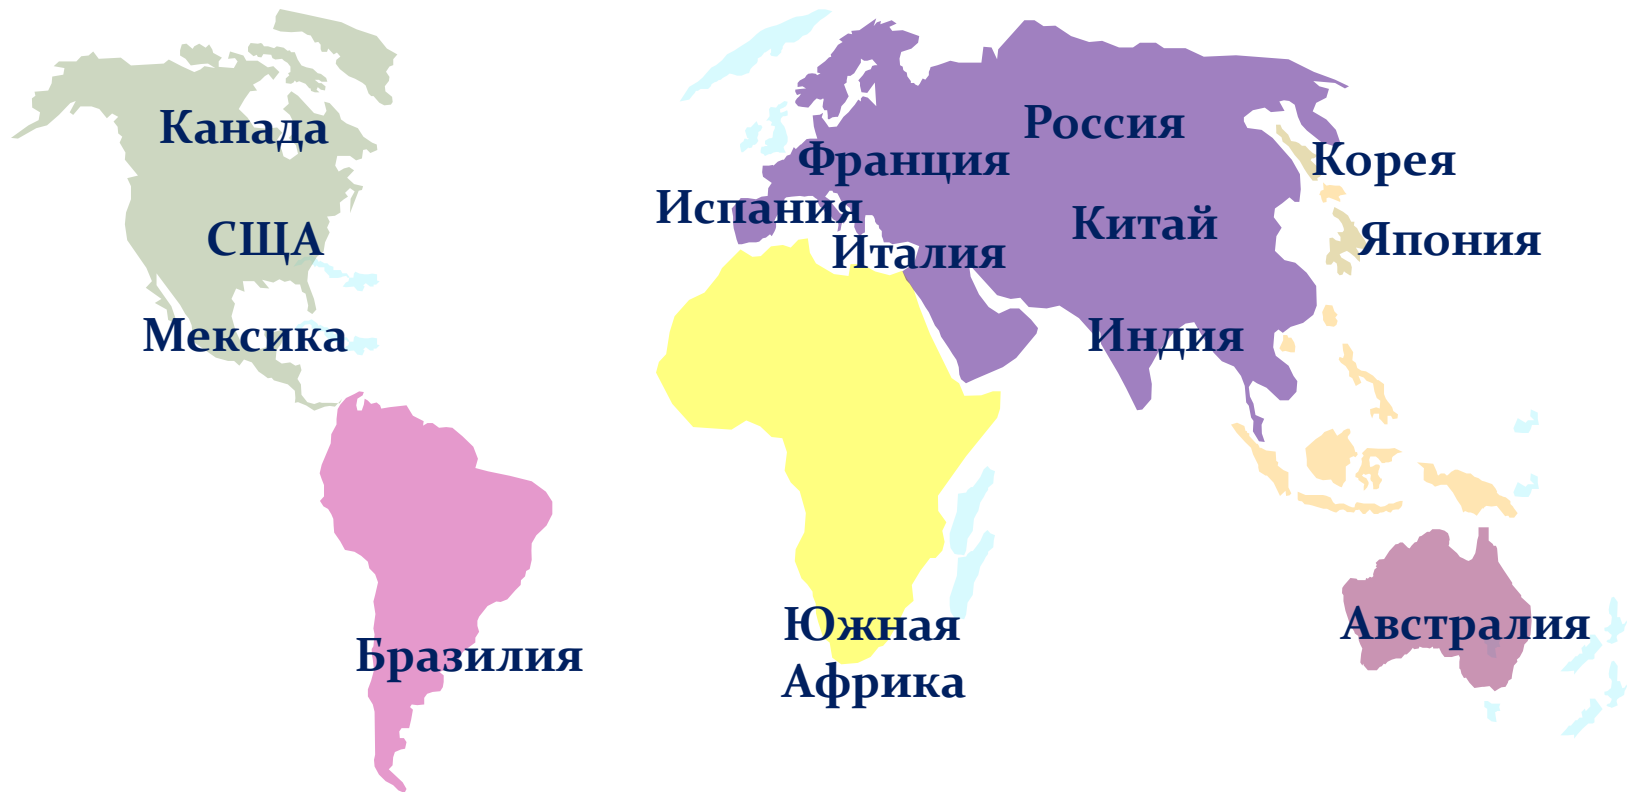 Канада
США
Мексика
Бразилия
Россия
Франция
Испания
Италия
Китай
Индия
Корея
Япония
Южная
Африка
Австралия